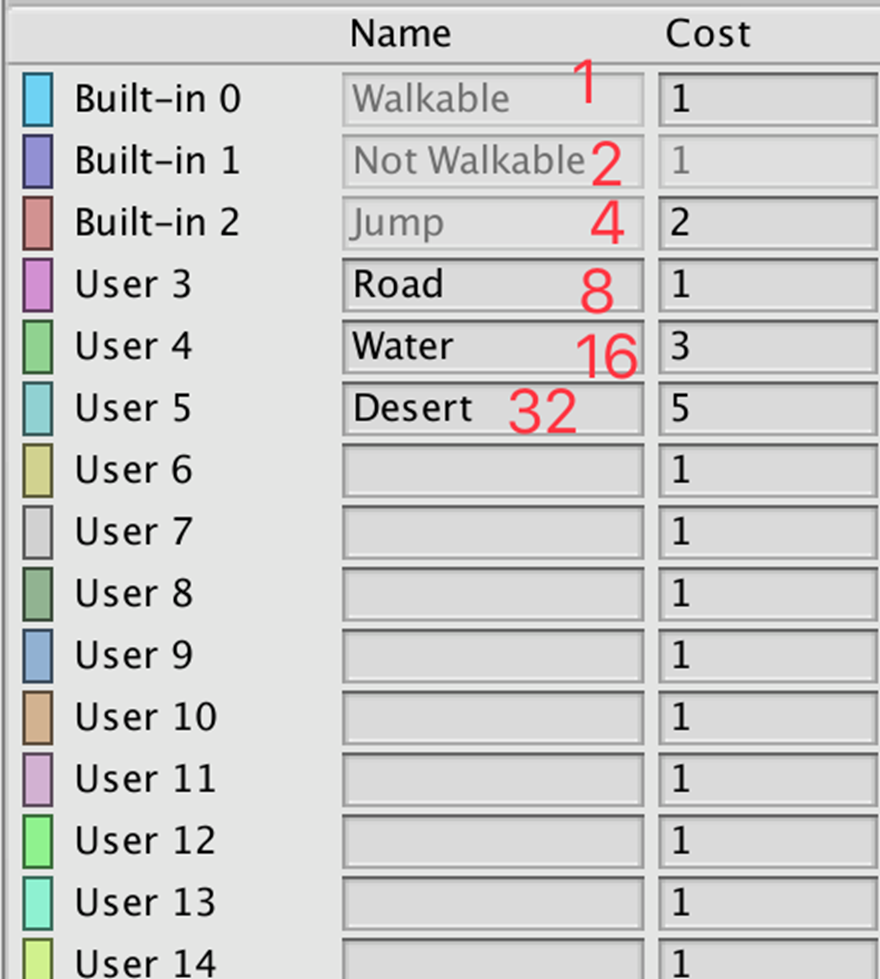 Name Cost
Built-in 0 Walkable 1 1
Built-in 1 Not Walkable 2 1
Built-in 2 Jump 4 2
User 3 Road 8 1
User 4 Water 16 3
User 5 Desert 32 5
User 6 1
User 7 1
User 8 1
User 9 1
User 10 1
User 11 1
User 12 1
User 13 1
User 14 1